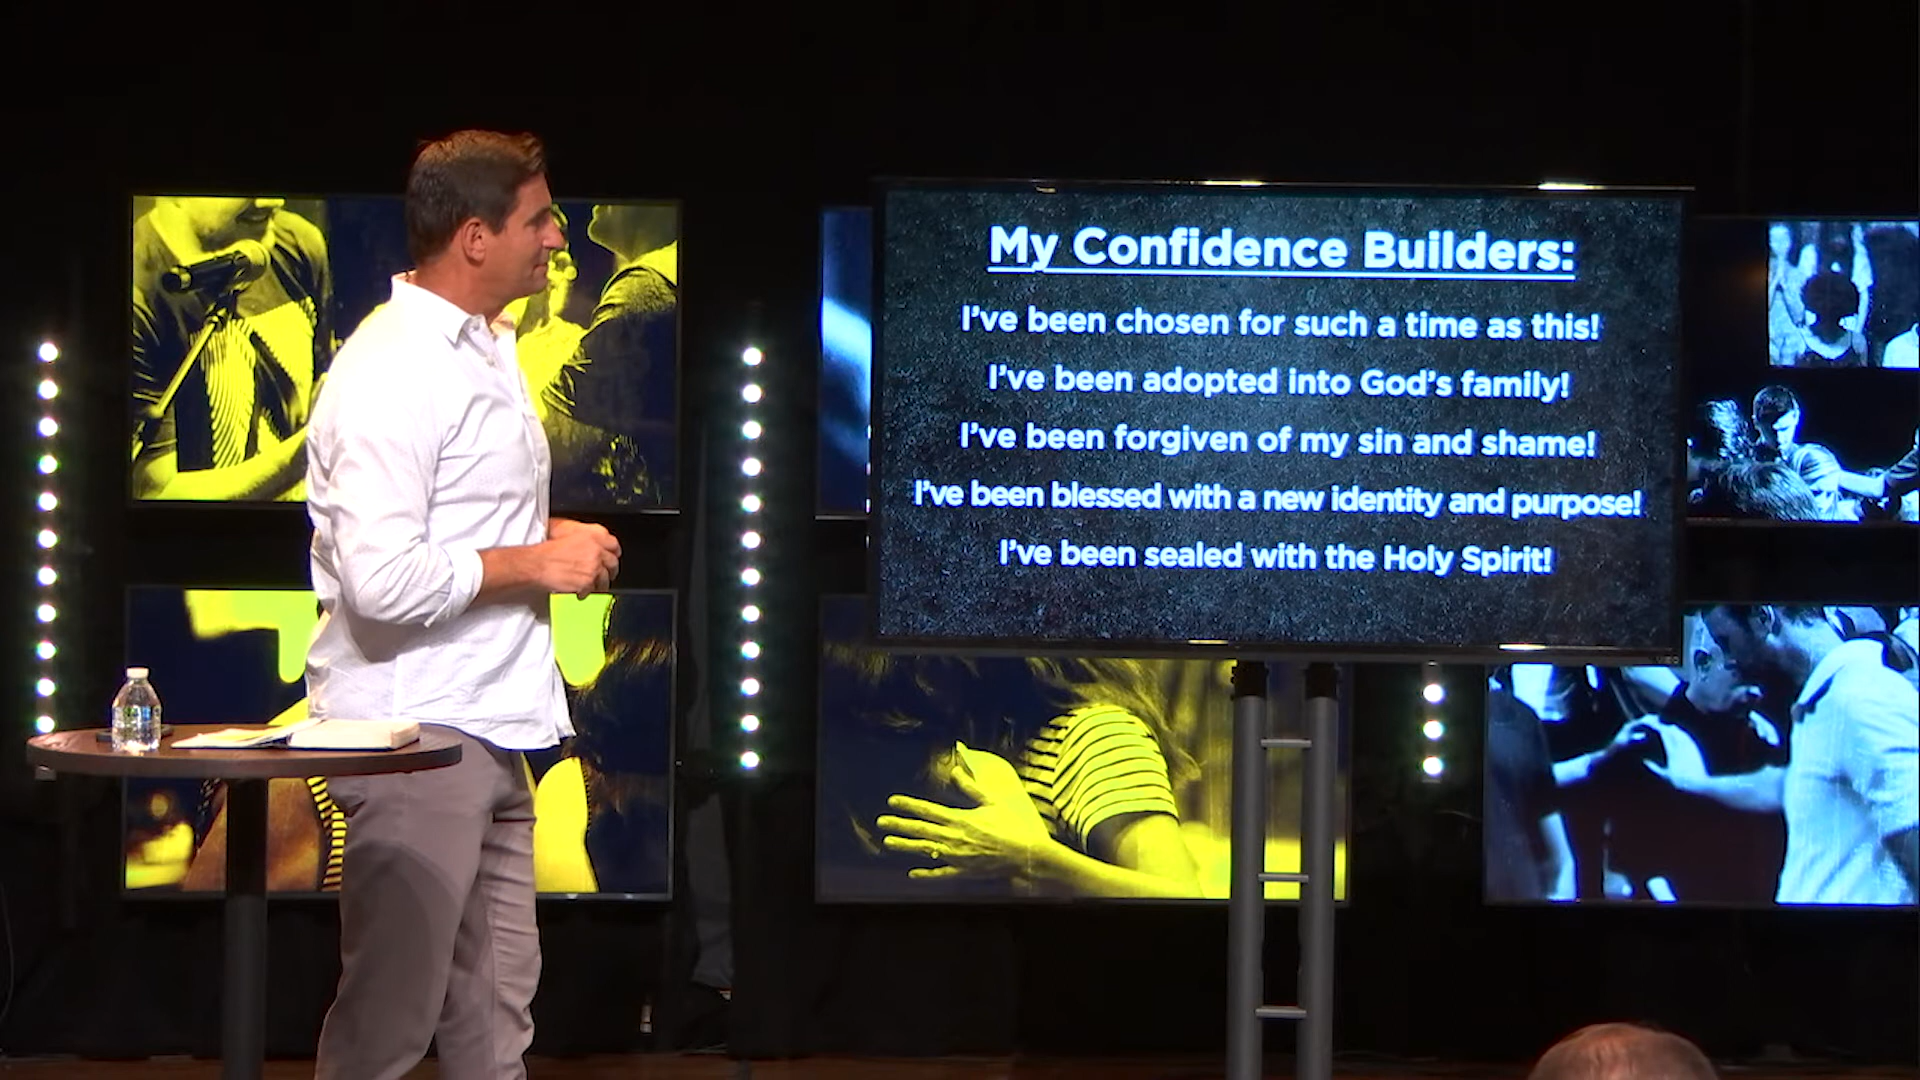 My Confidence Builders:
I've been chosen for such a time as this!
I've been adopted into God's family!
I've been forgiven of my sin and shame!
I've been blessed with a new identity and purpose!
I've been sealed with the Holy Spirit!
VIZIO